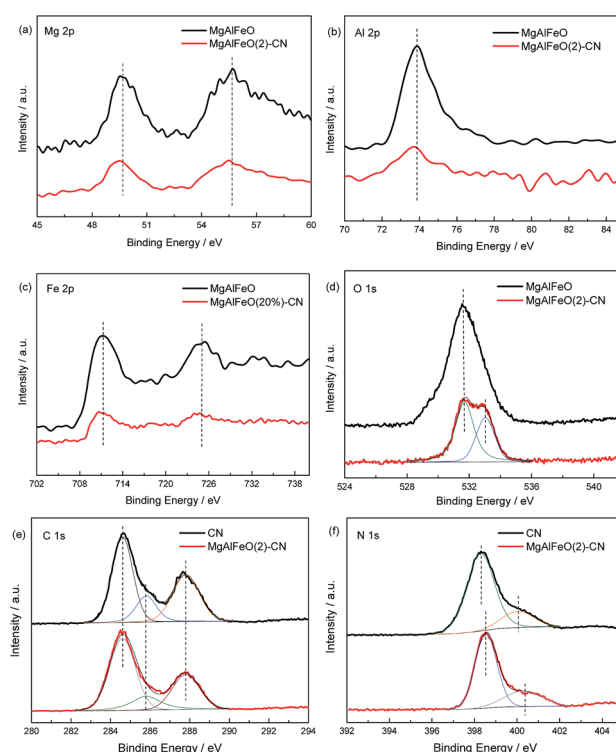 (a) Mg 2p
MgAlFeO
MgAlFeO(2)-CN
Intensity / a.u.
45 48 51 54 57 60
Binding Energy / eV
(b) Al 2p
MgAlFeO
MgAlFeO(2)-CN
Intensity / a.u.
70 72 74 76 78 80 82 84
Binding Energy / eV
(c) Fe 2p
MgAlFeO
MgAlFeO(20%)-CN
Intensity / a.u.
702 708 714 720 726 732 738
Binding Energy / eV
(d) O 1s
MgAlFeO
MgAlFeO(2)-CN
Intensity / a.u.
524 528 532 536 540
Binding Energy / eV
(e) C 1s
CN
MgAlFeO(2)-CN
Intensity / a.u.
280 282 284 286 288 290 292 294
Binding Energy / eV
(f) N 1s
CN
MgAlFeO(2)-CN
Intensity / a.u.
392 394 396 398 400 402 404
Binding Energy / eV